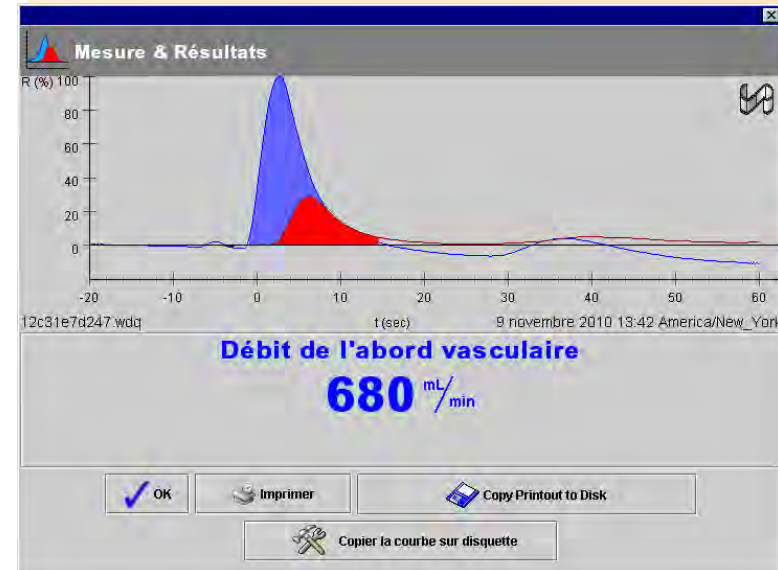 Mesure & Résultats
R (%) 100
80
60
40
20
0
-20 -10 0 10 20 30 40 50 60
12c31e7d247.wdq t (sec) 9 novembre 2010 13:42 America/New_York
Débit de l'abord vasculaire
680 mL/min
OK Imprimer Copy Printout to Disk
Copier la courbe sur disquette